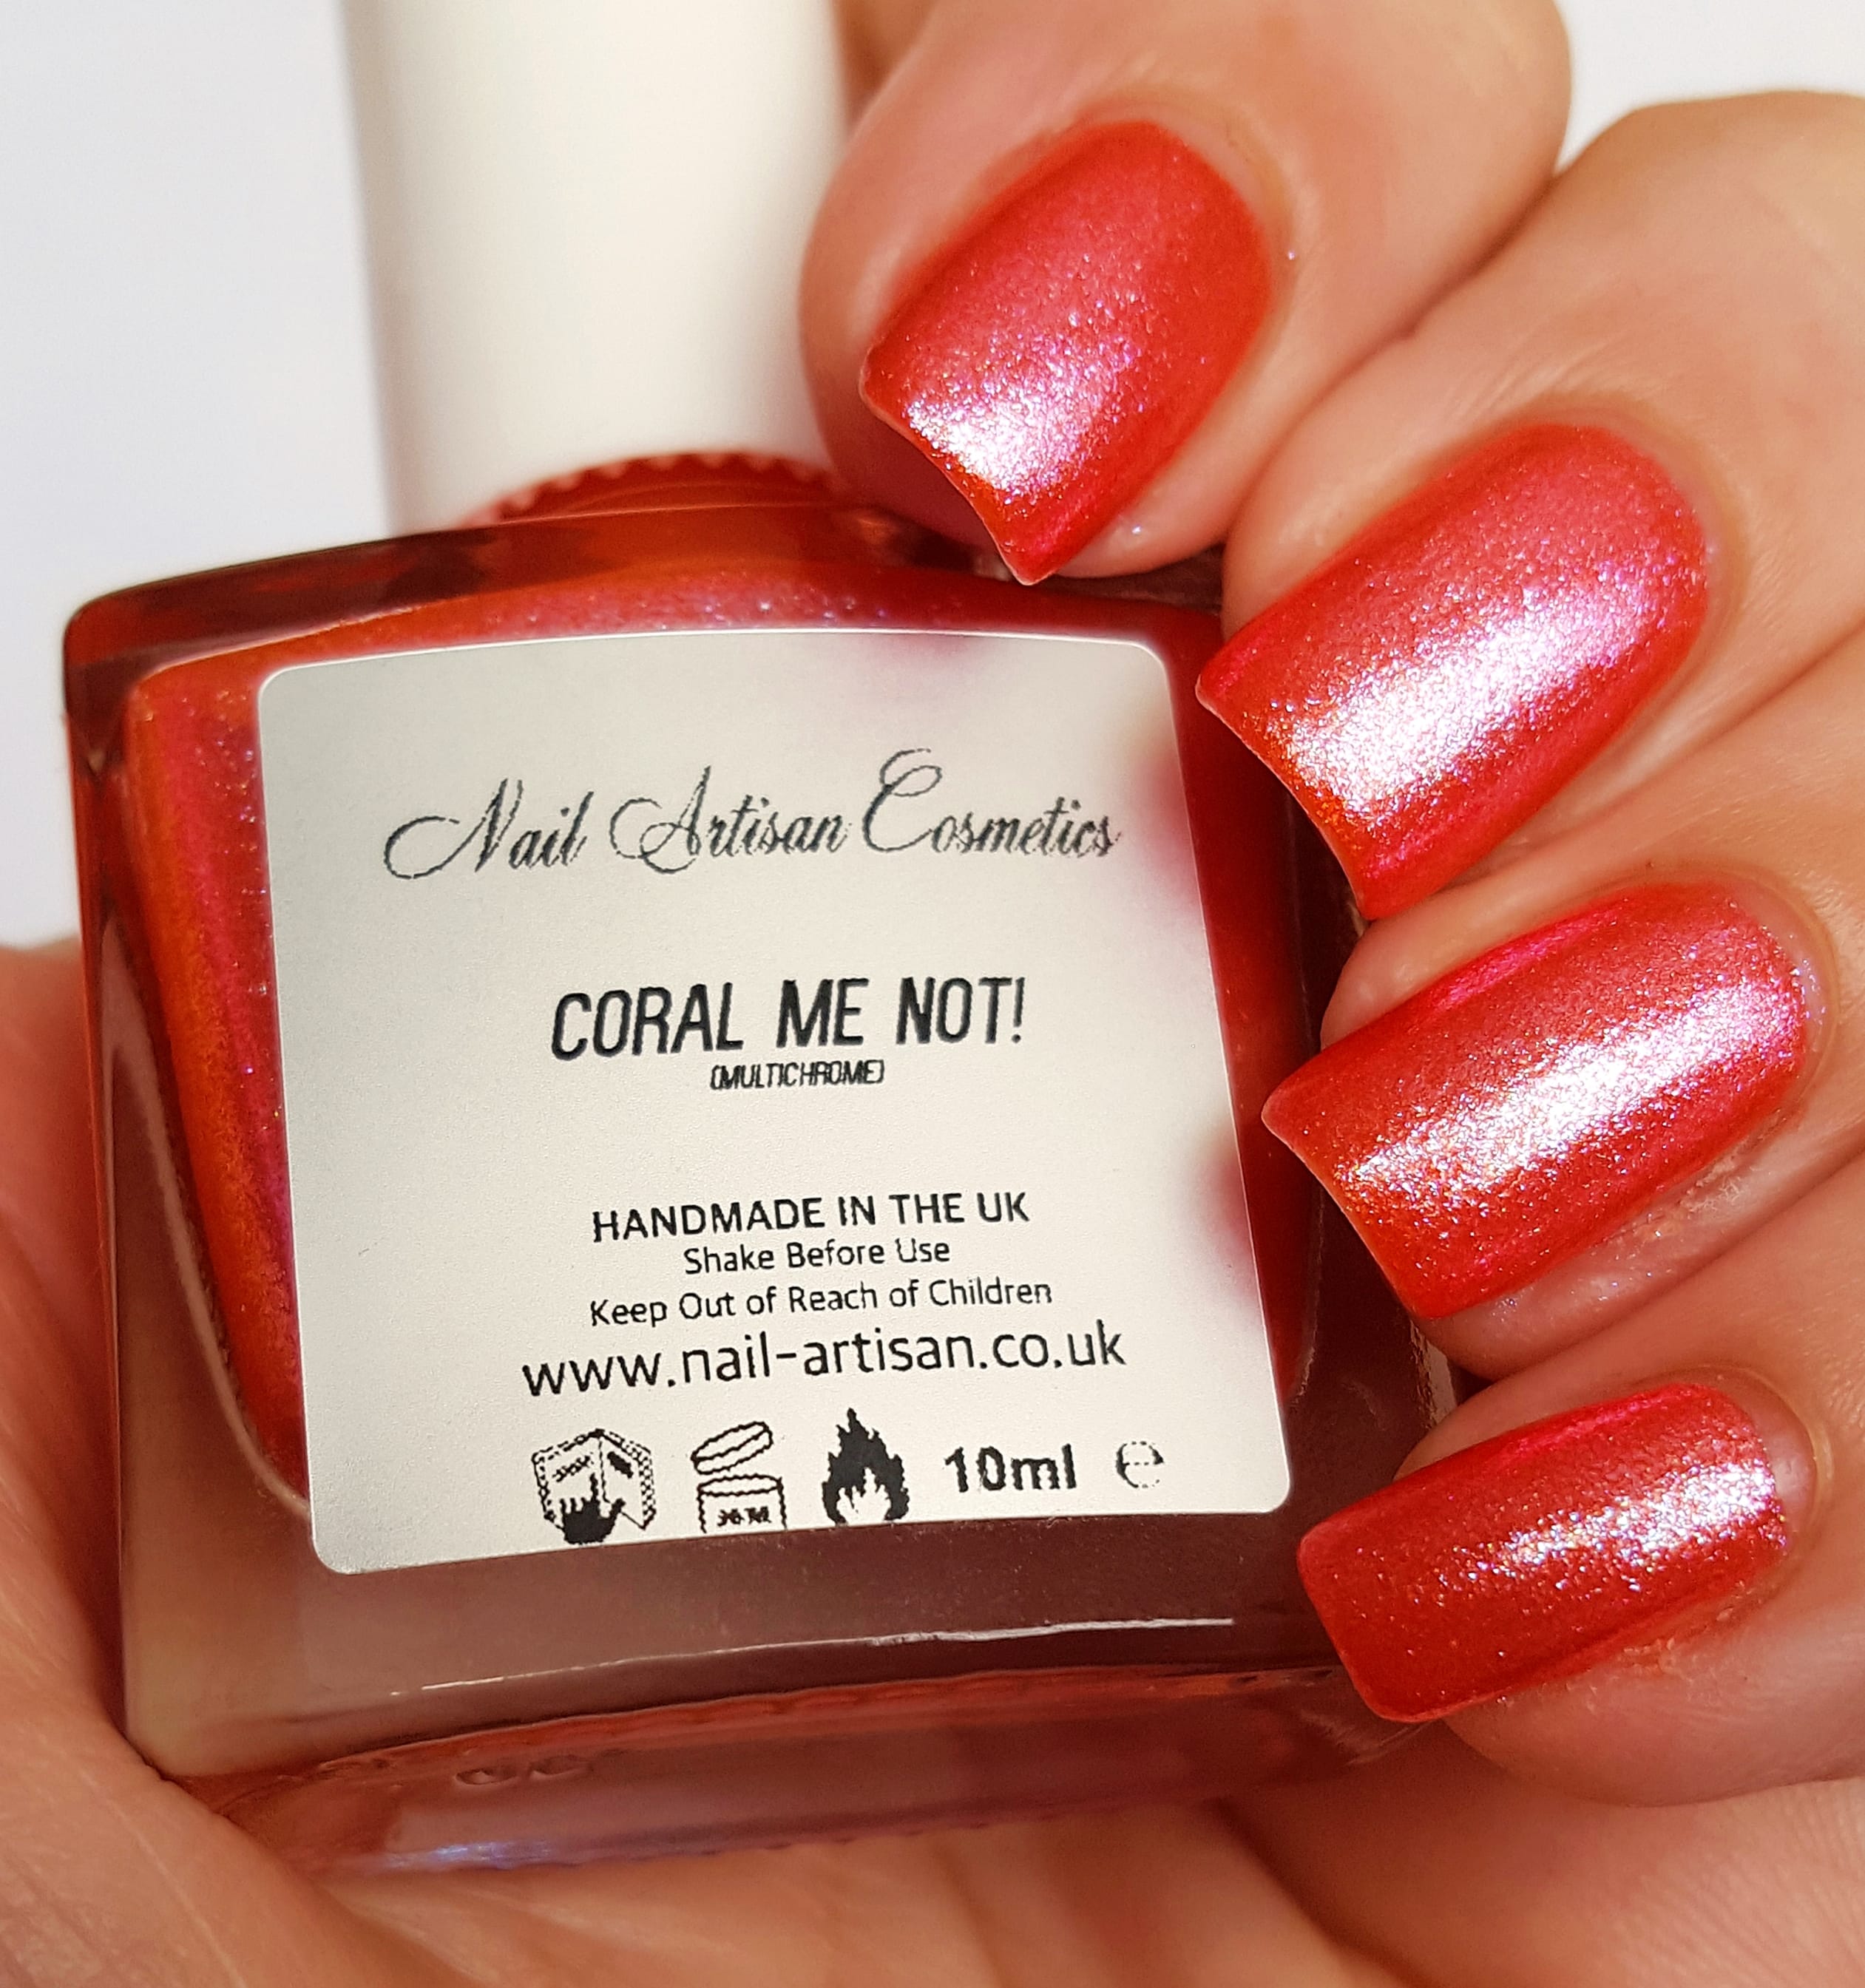 Nail Artisan Cosmetics
CORAL ME NOT!
(MULTICHROME)
HANDMADE IN THE UK
Shake Before Use
Keep Out of Reach of Children
www.nail-artisan.co.uk
10ml ℮